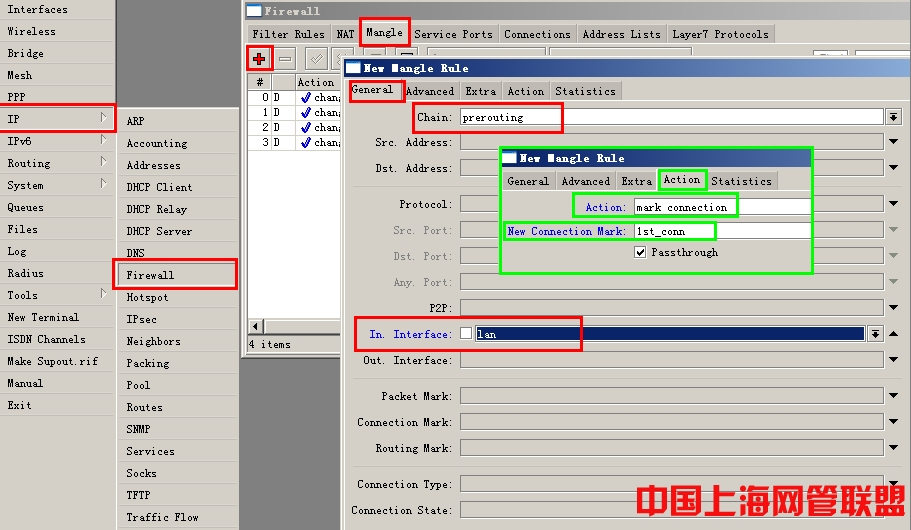 Interfaces
Wireless
Bridge
Mesh
PPP
IP
IPv6
Routing
System
Queues
Files
Log
Radius
Tools
New Terminal
ISDN Channels
Make Supout.rif
Manual
Exit
ARP
Accounting
Addresses
DHCP Client
DHCP Relay
DHCP Server
DNS
Firewall
Hotspot
IPsec
Neighbors
Packing
Pool
Routes
SNMP
Services
Socks
TFTP
Traffic Flow
Firewall
Filter Rules NAT Mangle Service Ports Connections Address Lists Layer7 Protocols
# Action
0 D
1 D
2 D
3 D
4 items
New Mangle Rule
General Advanced Extra Action Statistics
Chain: prerouting
Src. Address:
Dst. Address:
Protocol:
Src. Port:
Dst. Port:
Any. Port:
P2P:
In. Interface: lan
Out. Interface:
Packet Mark:
Connection Mark:
Routing Mark:
Connection Type:
Connection State:
New Mangle Rule
General Advanced Extra Action Statistics
Action: mark connection
New Connection Mark: 1st_conn
Passthrough
中国上海网管联盟